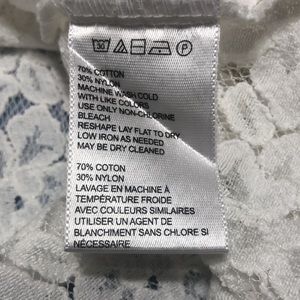 70% COTTON
30% NYLON
MACHINE WASH COLD
WITH LIKE COLORS
USE ONLY NON-CHLORINE
BLEACH
RESHAPE LAY FLAT TO DRY
LOW IRON AS NEEDED
MAY BE DRY CLEANED
70% COTON
30% NYLON
LAVAGE EN MACHINE À
TEMPÉRATURE FROIDE
AVEC COULEURS SIMILAIRES
UTILISER UN AGENT DE
BLANCHIMENT SANS CHLORE SI
NÉCESSAIRE